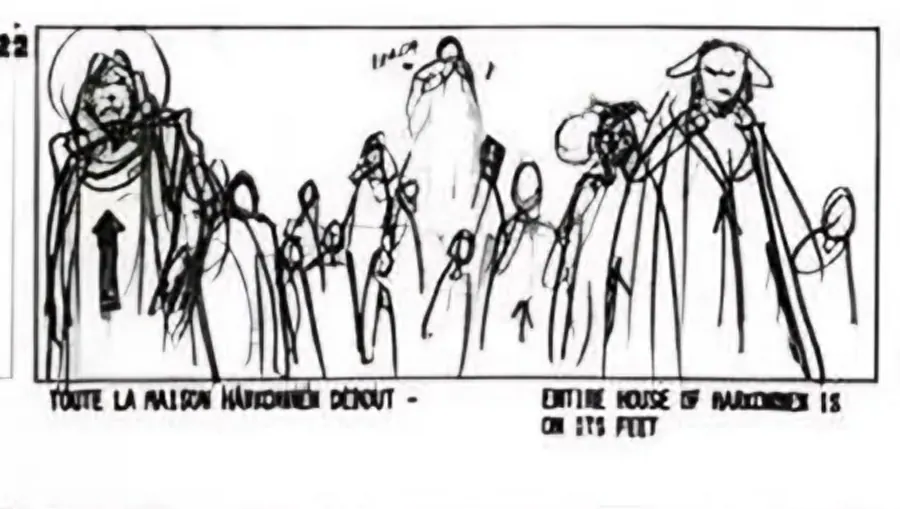 22
TOUTE LA MAISON HARKONNEN DEBOUT -
ENTIRE HOUSE OF HARKONNEN IS
ON ITS FEET